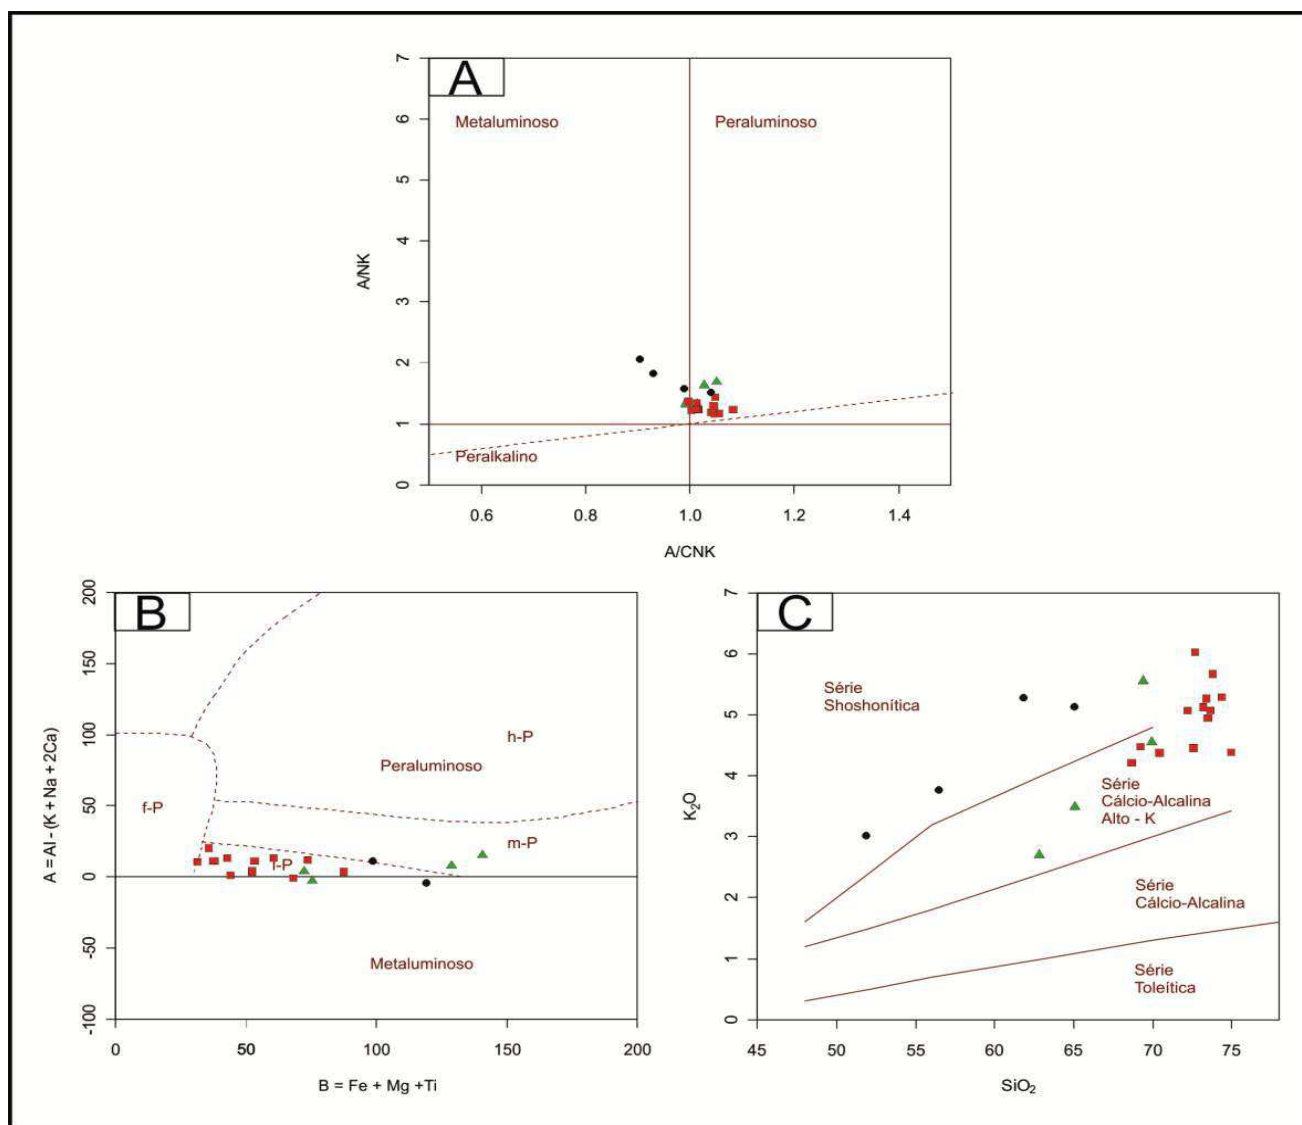 A
Metaluminoso
Peraluminoso
Peralkalino
7
6
5
4
3
2
1
0
A/NK
0.6 0.8 1.0 1.2 1.4
A/CNK
B
200
150
100
50
0
-50
-100
A = Al - (K + Na + 2Ca)
h-P
Peraluminoso
f-P
m-P
l-P
Metaluminoso
0 50 100 150 200
B = Fe + Mg +Ti
C
7
6
5
4
3
2
1
0
K₂O
Série
Shoshonítica
Série
Cálcio-Alcalina
Alto - K
Série
Cálcio-Alcalina
Série
Toleítica
45 50 55 60 65 70 75
SiO₂